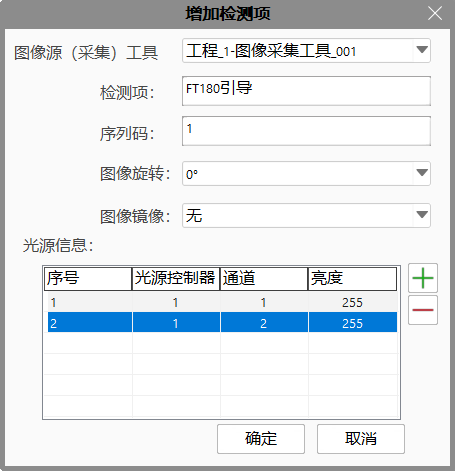 增加检测项
图像源（采集）工具 工程_1-图像采集工具_001
检测项： FT180引导
序列码： 1
图像旋转： 0°
图像镜像： 无
光源信息：
序号 光源控制器 通道 亮度
1 1 1 255
2 1 2 255
确定 取消